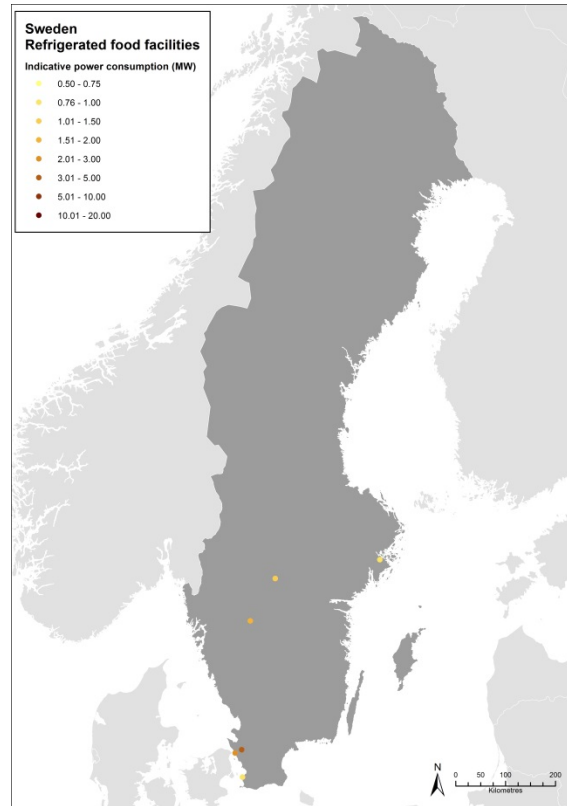 Sweden
Refrigerated food facilities
Indicative power consumption (MW)
0.50 - 0.75
0.76 - 1.00
1.01 - 1.50
1.51 - 2.00
2.01 - 3.00
3.01 - 5.00
5.01 - 10.00
10.01 - 20.00
N
0 50 100 200
Kilometres